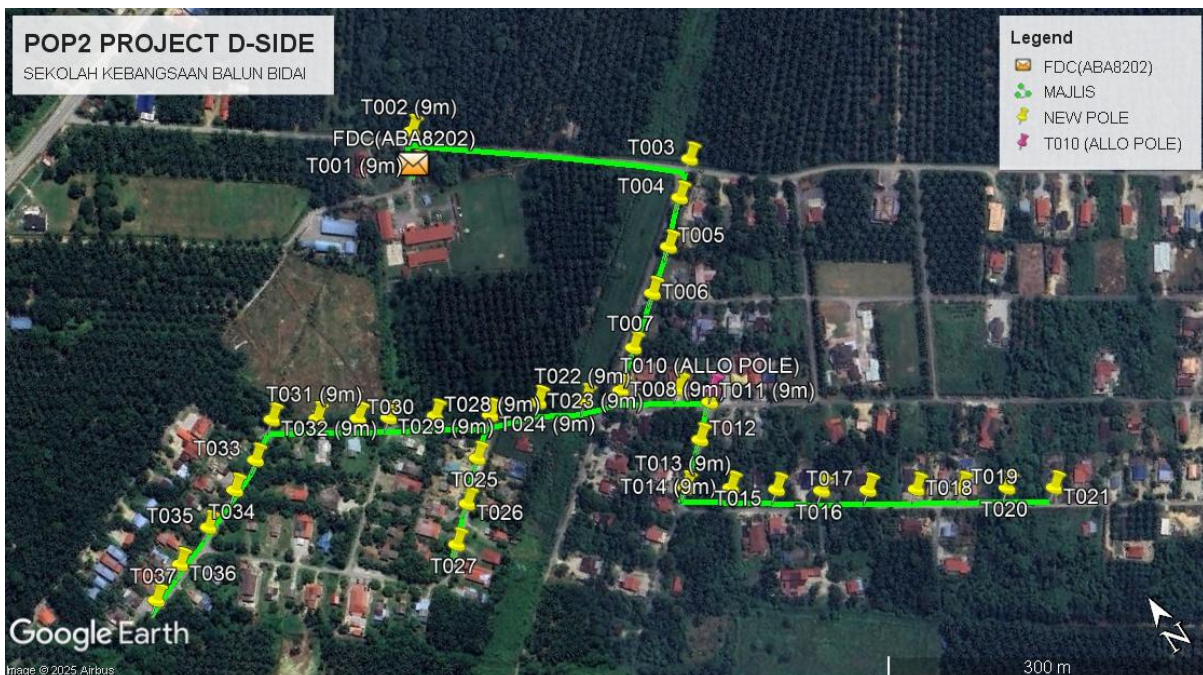 POP2 PROJECT D-SIDE
SEKOLAH KEBANGSAAN BALUN BIDAI
Legend
FDC(ABA8202)
MAJLIS
NEW POLE
T010 (ALLO POLE)
T002 (9m)
FDC(ABA8202)
T001 (9m)
T003
T004
T005
T006
T007
T010 (ALLO POLE)
T022 (9m)
T008 (9m)
T011 (9m)
T023 (9m)
T031 (9m)
T030
T028 (9m)
T024 (9m)
T032 (9m)
T029 (9m)
T012
T033
T013 (9m)
T014 (9m)
T025
T015
T017
T018
T019
T021
T016
T020
T026
T034
T035
T027
T036
T037
Google Earth
Image © 2025 Airbus
300 m
N